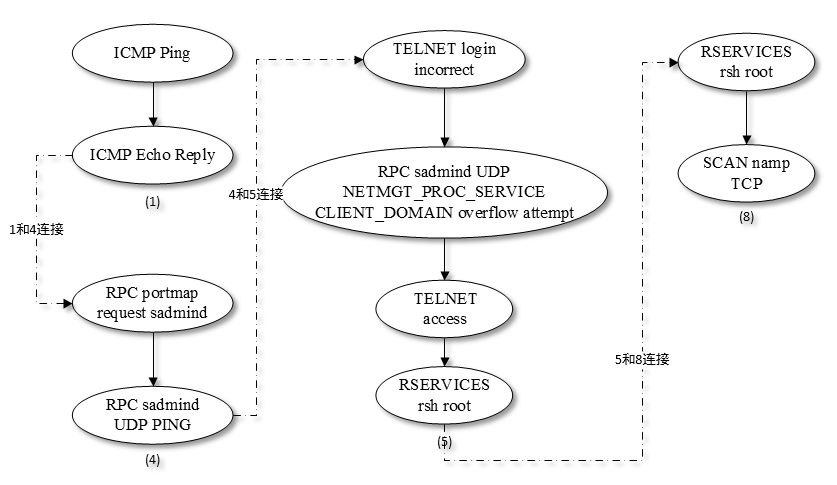 ICMP Ping
ICMP Echo Reply
(1)
1和4连接
RPC portmap
request sadmind
RPC sadmind
UDP PING
(4)
4和5连接
TELNET login
incorrect
RPC sadmind UDP
NETMGT_PROC_SERVICE
CLIENT_DOMAIN overflow attempt
TELNET
access
RSERVICES
rsh root
(5)
5和8连接
RSERVICES
rsh root
SCAN namp
TCP
(8)